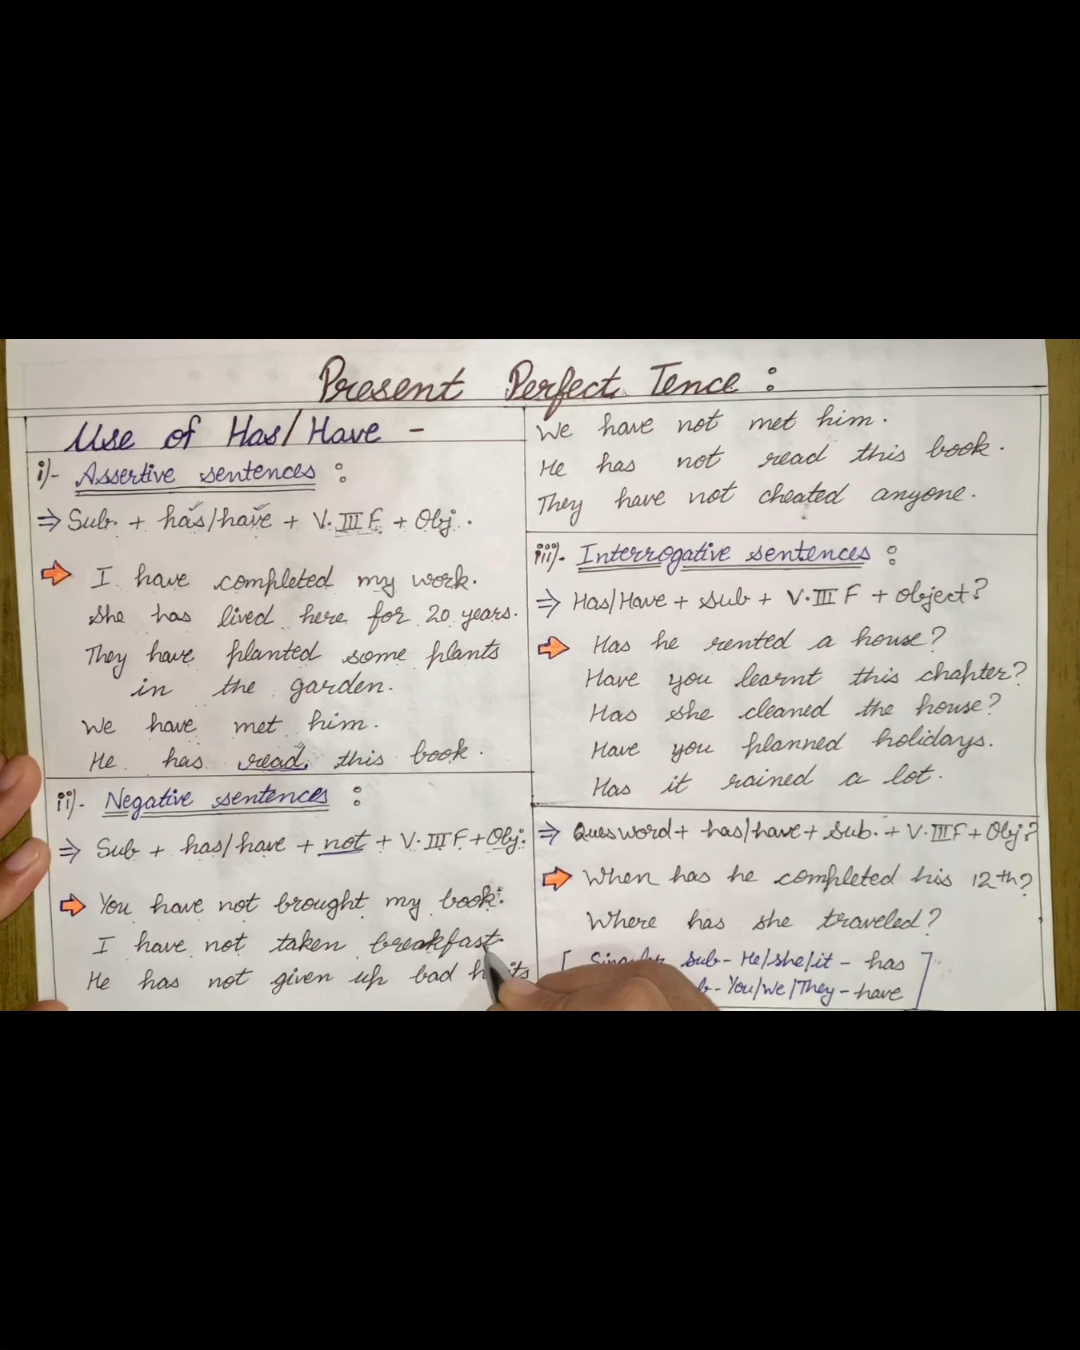 Present Perfect Tence :
Use of Has/Have -
i)- Assertive sentences :
⇒ Sub. + has/have + V.III F + Obj.
I have completed my work.
She has lived here for 20 years.
They have planted some plants
in the garden.
We have met him.
He has read this book.
ii)- Negative sentences :
⇒ Sub + has/have + not + V.III F + Obj.
You have not brought my book.
I have not taken breakfast.
He has not given up bad
We have not met him.
He has not read this book.
They have not cheated anyone.
iii)- Interrogative sentences :
⇒ Has/Have + sub + V.III F + object?
Has he rented a house?
Have you learnt this chapter?
Has she cleaned the house?
Have you planned holidays.
Has it rained a lot.
⇒ Ques word + has/have + sub. + V.III F + Obj?
When has he completed his 12th?
Where has she traveled?
[ sub - He/she/it - has ]
- You/we/They - have